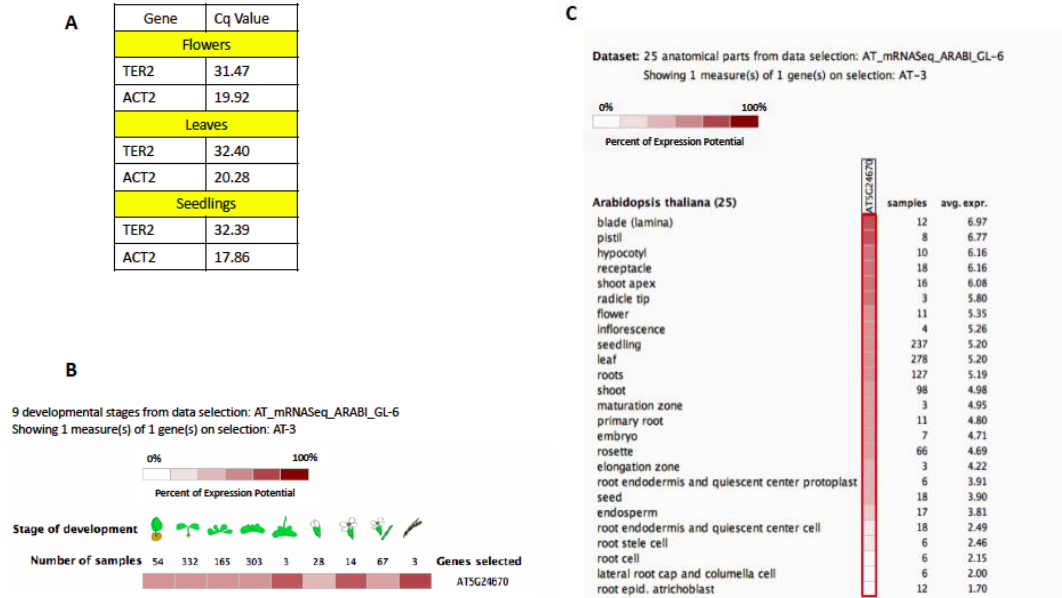 A
Gene Cq Value
Flowers
TER2 31.47
ACT2 19.92
Leaves
TER2 32.40
ACT2 20.28
Seedlings
TER2 32.39
ACT2 17.86
B
9 developmental stages from data selection: AT_mRNASeq_ARABI_GL-6
Showing 1 measure(s) of 1 gene(s) on selection: AT-3
0% 100%
Percent of Expression Potential
Stage of development
Number of samples 54 332 165 303 3 28 14 67 3 Genes selected
AT5G24670
C
Dataset: 25 anatomical parts from data selection: AT_mRNASeq_ARABI_GL-6
Showing 1 measure(s) of 1 gene(s) on selection: AT-3
0% 100%
Percent of Expression Potential
AT5G24670
Arabidopsis thaliana (25) samples avg. expr.
blade (lamina) 12 6.97
pistil 8 6.77
hypocotyl 10 6.16
receptacle 18 6.16
shoot apex 16 6.08
radicle tip 3 5.80
flower 11 5.35
inflorescence 4 5.26
seedling 237 5.20
leaf 278 5.20
roots 127 5.19
shoot 98 4.98
maturation zone 3 4.95
primary root 11 4.80
embryo 7 4.71
rosette 66 4.69
elongation zone 3 4.22
root endodermis and quiescent center protoplast 6 3.91
seed 18 3.90
endosperm 17 3.81
root endodermis and quiescent center cell 18 2.49
root stele cell 6 2.46
root cell 6 2.15
lateral root cap and columella cell 6 2.00
root epid. atrichoblast 12 1.70